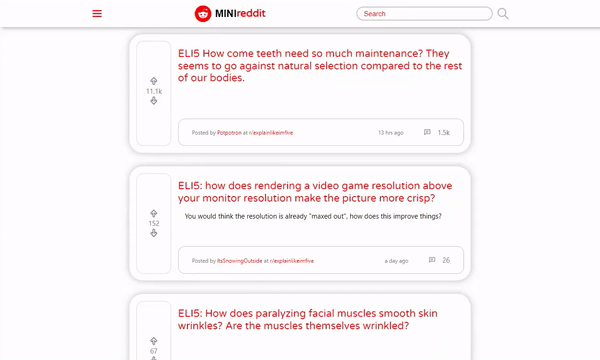 MINIreddit
Search
ELI5 How come teeth need so much maintenance? They
seems to go against natural selection compared to the rest
of our bodies.
11.1k
Posted by Potpotron at r/explainlikeimfive
13 hrs ago
1.5k
ELI5: how does rendering a video game resolution above
your monitor resolution make the picture more crisp?
You would think the resolution is already "maxed out", how does this improve things?
152
Posted by ItsSnowingOutside at r/explainlikeimfive
a day ago
26
ELI5: How does paralyzing facial muscles smooth skin
wrinkles? Are the muscles themselves wrinkled?
67